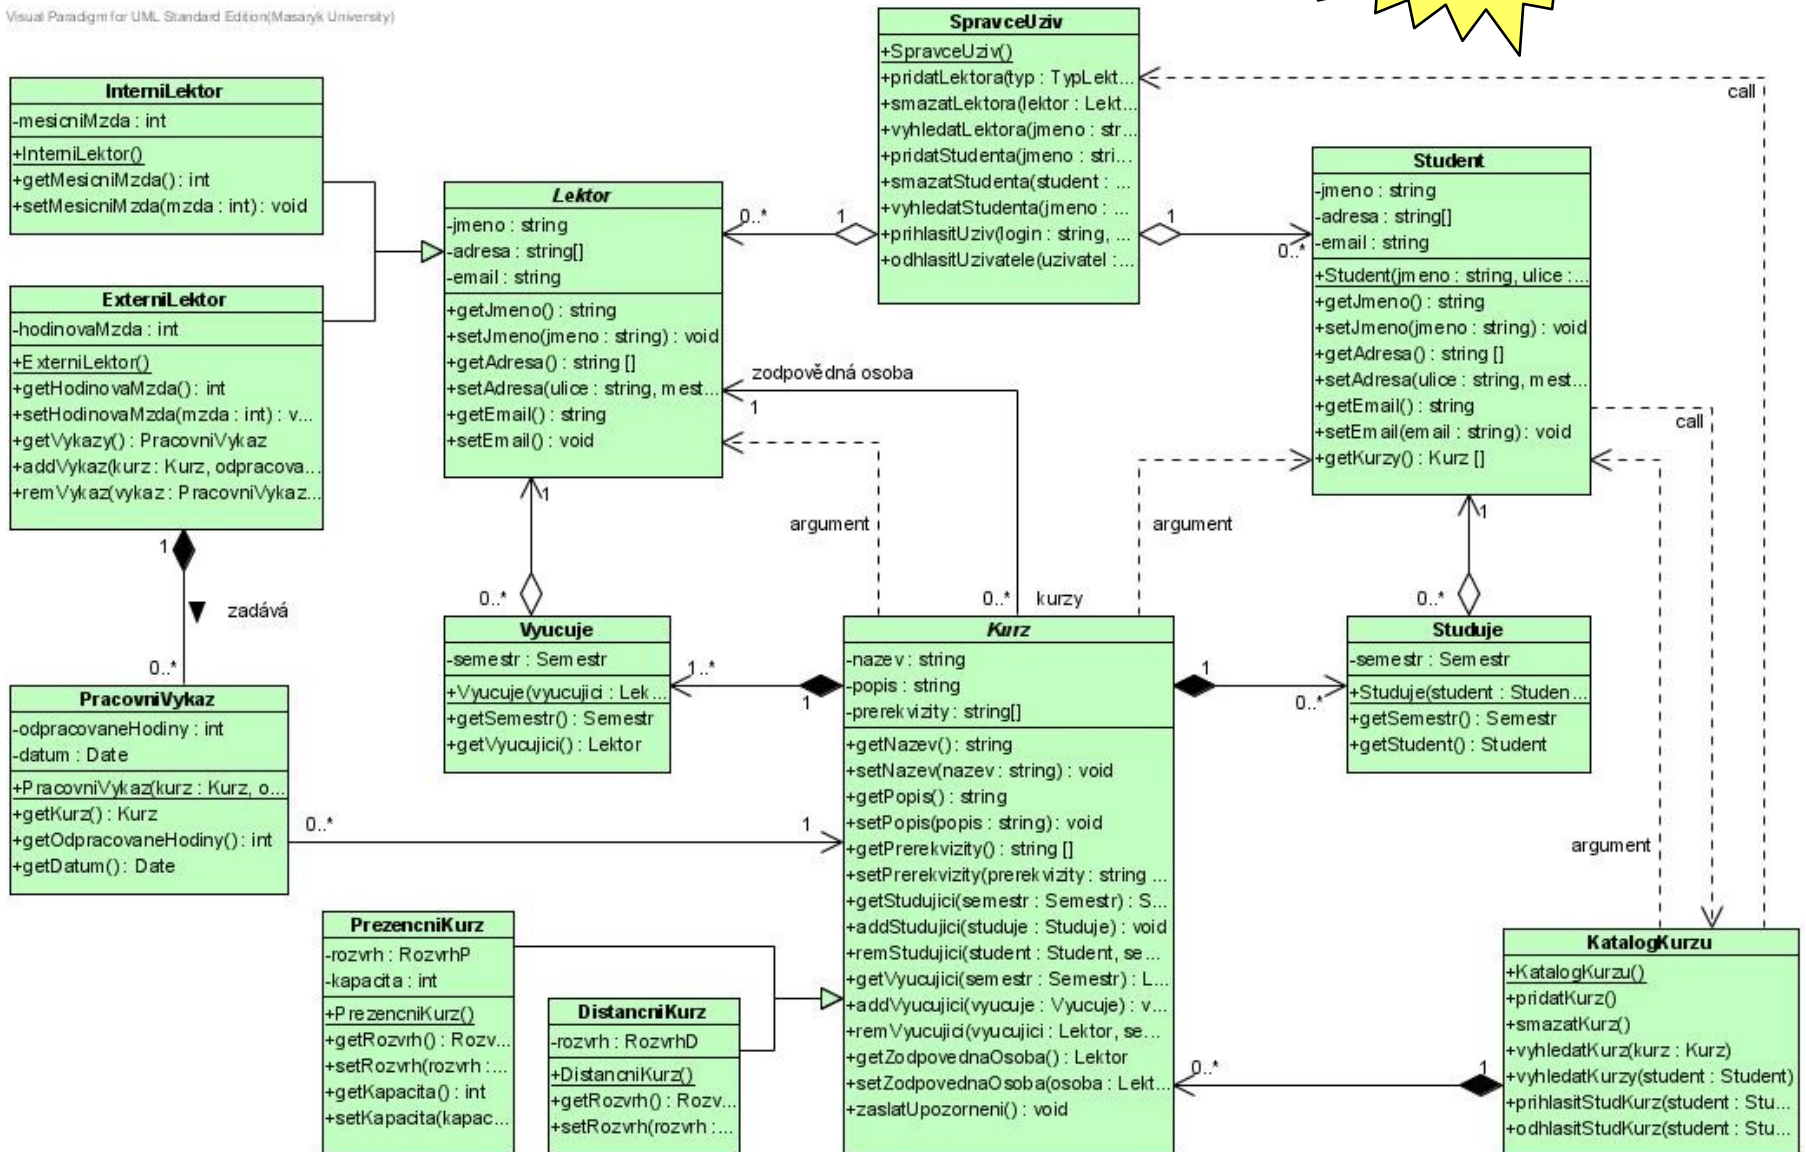 Visual Paradigm for UML Standard Edition(Masaryk University)
SpravceUziv
+SpravceUziv()
+pridatLektora(typ : TypLekt...
+smazatLektora(lektor : Lekt...
+vyhledatLektora(jmeno : str...
+pridatStudenta(jmeno : stri...
+smazatStudenta(student : ...
+vyhledatStudenta(jmeno : ...
+prihlasitUziv(login : string, ...
+odhlasitUzivatele(uzivatel :...
call
InterniLektor
-mesicniMzda : int
+InterniLektor()
+getMesicniMzda() : int
+setMesicniMzda(mzda : int) : void
Lektor
-jmeno : string
-adresa : string[]
-email : string
+getJmeno() : string
+setJmeno(jmeno : string) : void
+getAdresa() : string []
+setAdresa(ulice : string, mest...
+getEmail() : string
+setEmail() : void
0..*
1
1
0..*
Student
-jmeno : string
-adresa : string[]
-email : string
+Student(jmeno : string, ulice :...
+getJmeno() : string
+setJmeno(jmeno : string) : void
+getAdresa() : string []
+setAdresa(ulice : string, mest...
+getEmail() : string
+setEmail(email : string) : void
+getKurzy() : Kurz []
call
ExterniLektor
-hodinovaMzda : int
+ExterniLektor()
+getHodinovaMzda() : int
+setHodinovaMzda(mzda : int) : v...
+getVykazy() : PracovniVykaz
+addVykaz(kurz : Kurz, odpracova...
+remVykaz(vykaz : PracovniVykaz...
zodpovědná osoba
1
argument
argument
1
1
1
zadává
0..*
0..*
0..*
kurzy
0..*
Vyucuje
-semestr : Semestr
+Vyucuje(vyucujici : Lek...
+getSemestr() : Semestr
+getVyucujici() : Lektor
1..*
1
Kurz
-nazev : string
-popis : string
-prerekvizity : string[]
+getNazev() : string
+setNazev(nazev : string) : void
+getPopis() : string
+setPopis(popis : string) : void
+getPrerekvizity() : string []
+setPrerekvizity(prerekvizity : string ...
+getStudujici(semestr : Semestr) : S...
+addStudujici(studuje : Studuje) : void
+remStudujici(student : Student, se...
+getVyucujici(semestr : Semestr) : L...
+addVyucujici(vyucuje : Vyucuje) : v...
+remVyucujici(vyucujici : Lektor, se...
+getZodpovednaOsoba() : Lektor
+setZodpovednaOsoba(osoba : Lekt...
+zaslatUpozorneni() : void
1
0..*
Studuje
-semestr : Semestr
+Studuje(student : Studen...
+getSemestr() : Semestr
+getStudent() : Student
PracovniVykaz
-odpracovaneHodiny : int
-datum : Date
+PracovniVykaz(kurz : Kurz, o...
+getKurz() : Kurz
+getOdpracovaneHodiny() : int
+getDatum() : Date
0..*
1
argument
PrezencniKurz
-rozvrh : RozvrhP
-kapacita : int
+PrezencniKurz()
+getRozvrh() : Rozv...
+setRozvrh(rozvrh :...
+getKapacita() : int
+setKapacita(kapac...
DistancniKurz
-rozvrh : RozvrhD
+DistancniKurz()
+getRozvrh() : Rozv...
+setRozvrh(rozvrh :...
0..*
1
KatalogKurzu
+KatalogKurzu()
+pridatKurz()
+smazatKurz()
+vyhledatKurz(kurz : Kurz)
+vyhledatKurzy(student : Student)
+prihlasitStudKurz(student : Stu...
+odhlasitStudKurz(student : Stu...